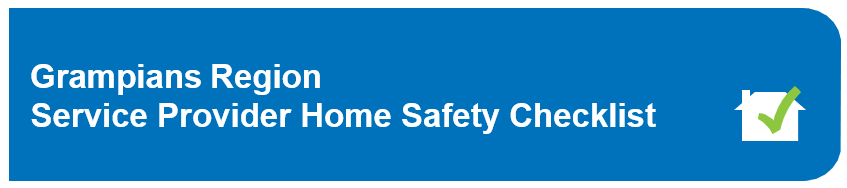 Grampians Region
Service Provider Home Safety Checklist